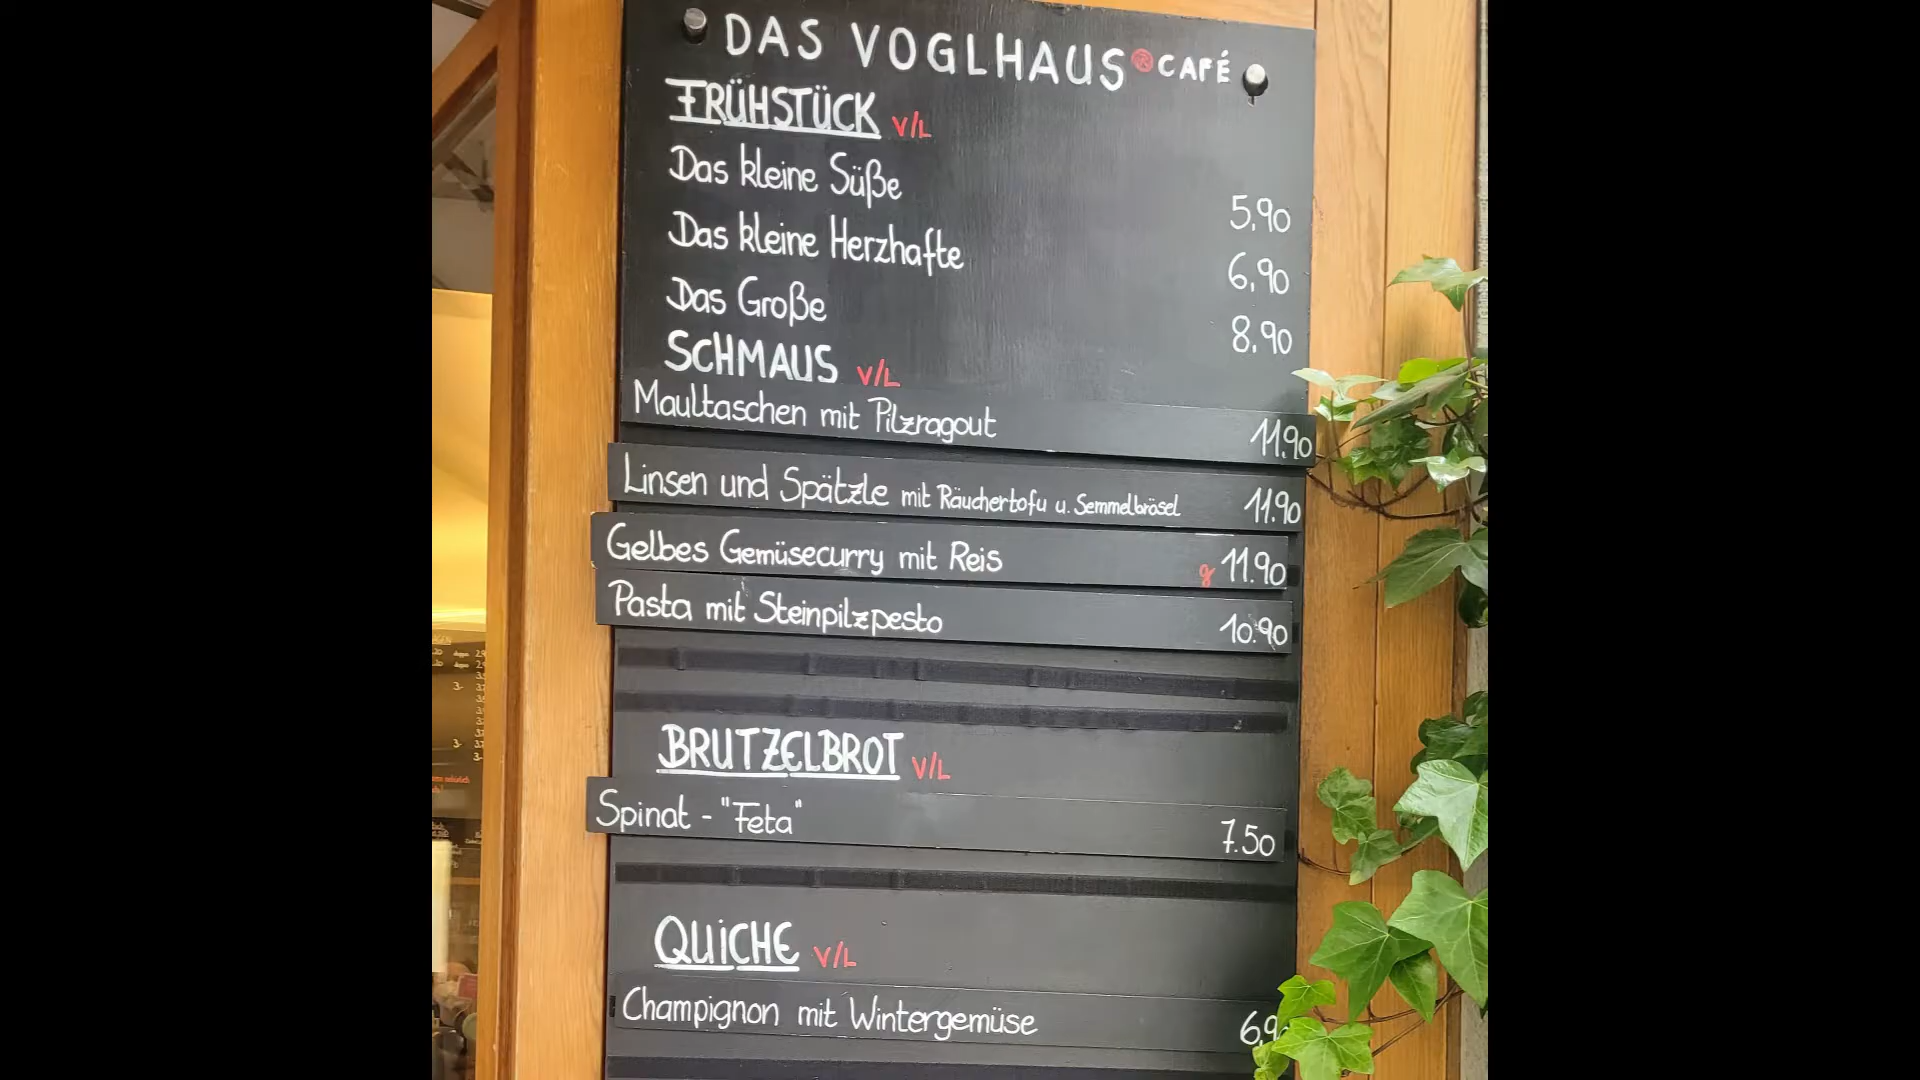 DAS VOGLHAUS CAFÉ
FRÜHSTÜCK V/L
Das kleine Süße 5,90
Das kleine Herzhafte 6,90
Das Große 8,90
SCHMAUS V/L
Maultaschen mit Pilzragout 11.90
Linsen und Spätzle mit Räuchertofu u. Semmelbrösel 11.90
Gelbes Gemüsecurry mit Reis g 11.90
Pasta mit Steinpilzpesto 10.90
BRUTZELBROT V/L
Spinat - "Feta" 7.50
QUiCHE V/L
Champignon mit Wintergemüse